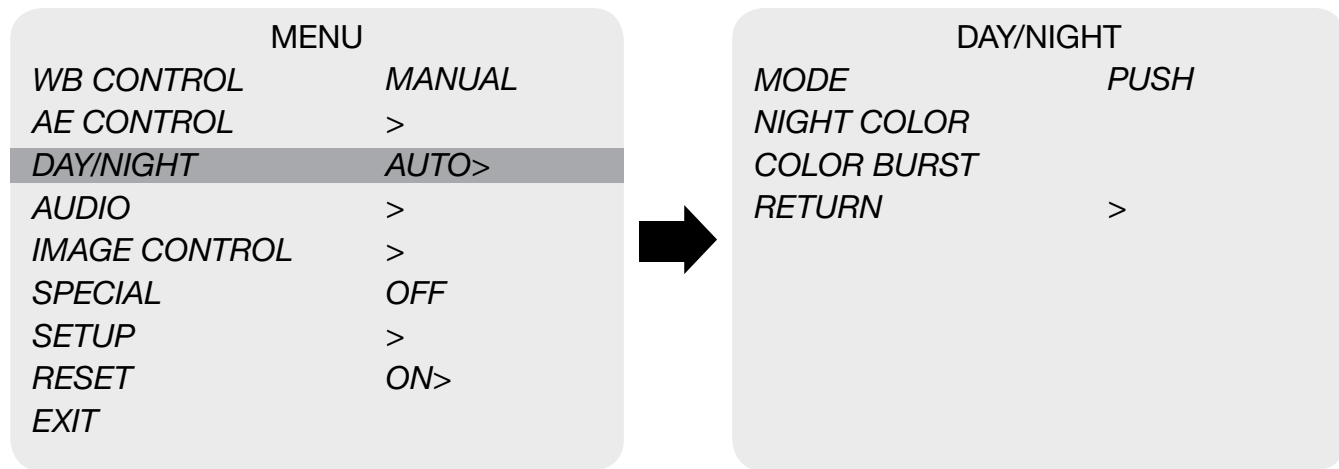 MENU
WB CONTROL MANUAL
AE CONTROL >
DAY/NIGHT AUTO>
AUDIO >
IMAGE CONTROL >
SPECIAL OFF
SETUP >
RESET ON>
EXIT
DAY/NIGHT
MODE PUSH
NIGHT COLOR
COLOR BURST
RETURN >